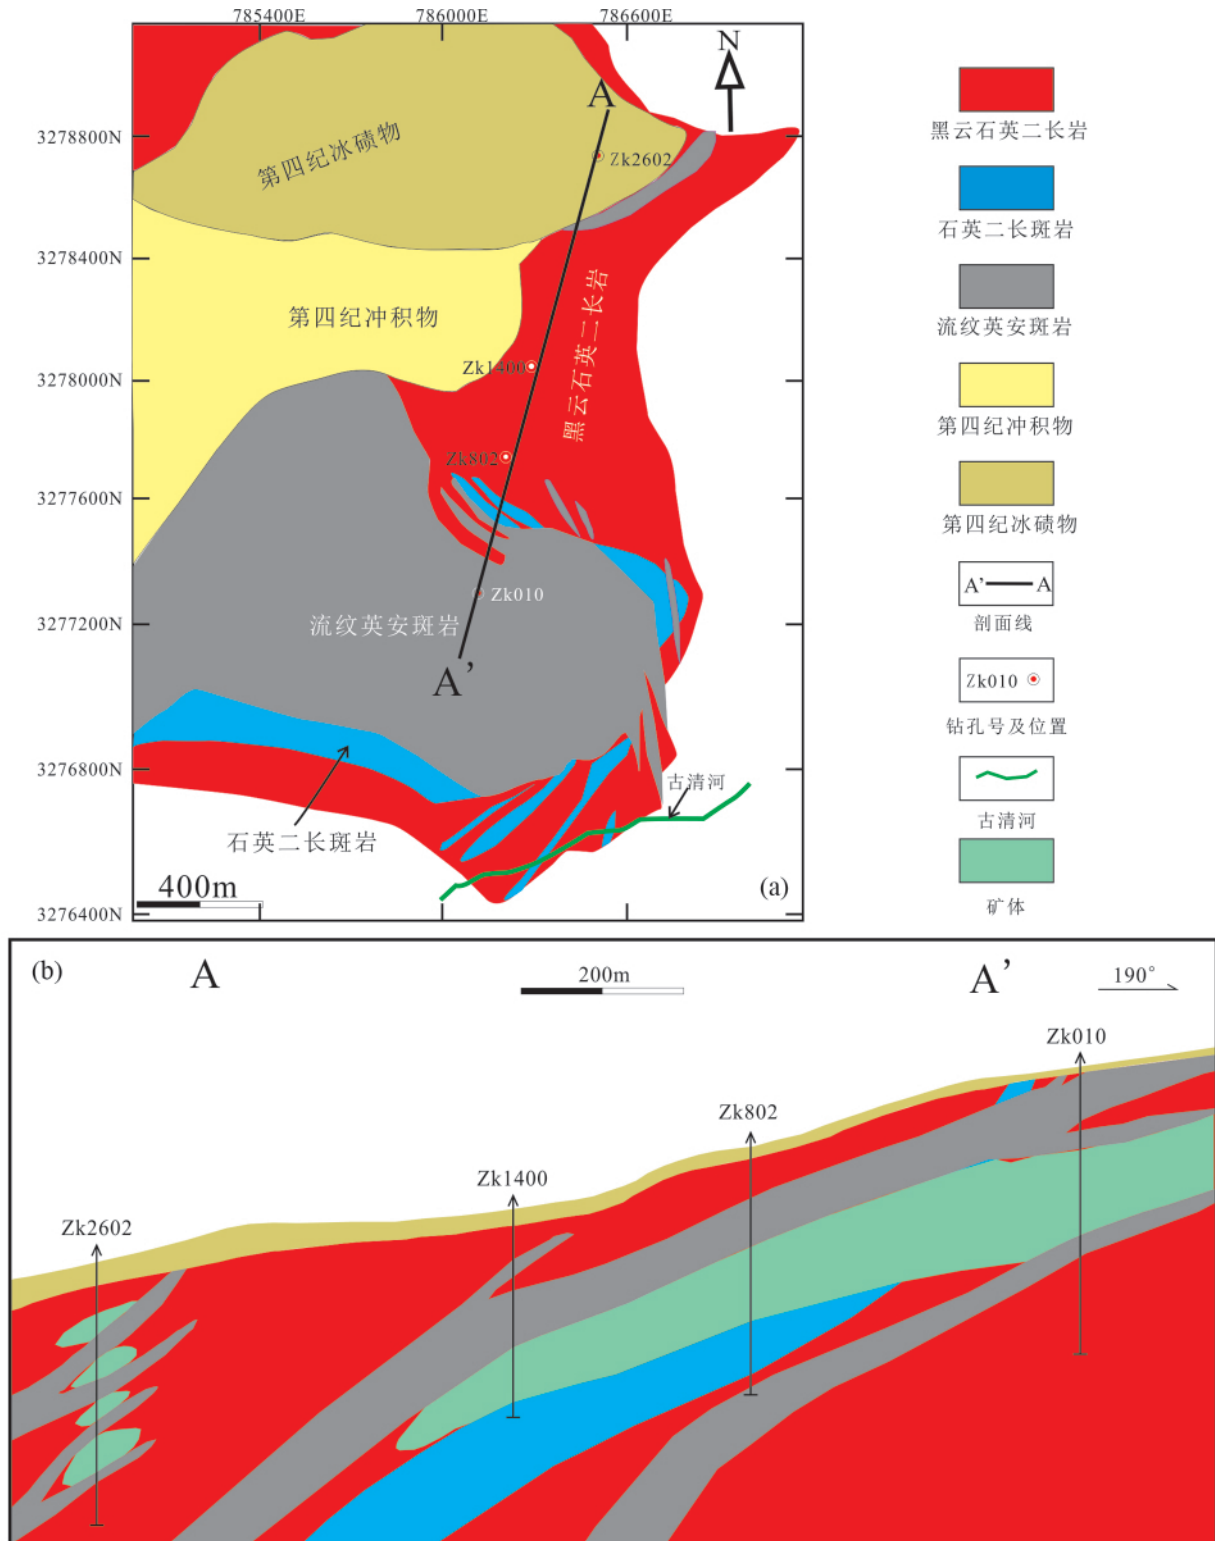 785400E 786000E 786600E
N
A
3278800N
第四纪冰碛物
Zk2602
3278400N
第四纪冲积物
黑云石英二长岩
Zk1400
3278000N
Zk802
3277600N
Zk010
3277200N
流纹英安斑岩
A’
3276800N
古清河
石英二长斑岩
400m
(a)
3276400N
黑云石英二长岩
石英二长斑岩
流纹英安斑岩
第四纪冲积物
第四纪冰碛物
A’ A
剖面线
Zk010
钻孔号及位置
古清河
矿体
(b) A 200m A’ 190°
Zk010
Zk802
Zk1400
Zk2602